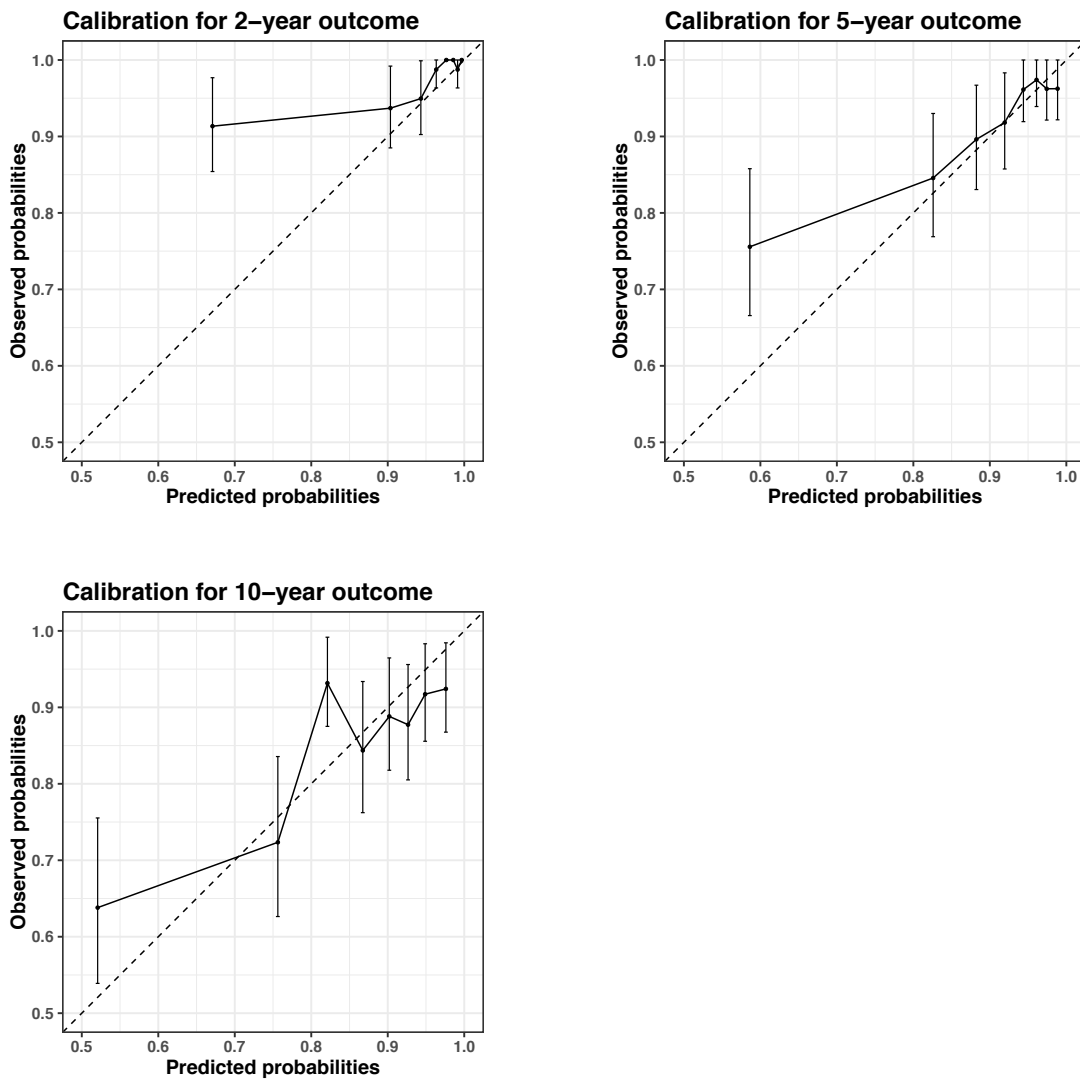 Calibration for 2−year outcome
Observed probabilities
1.0
0.9
0.8
0.7
0.6
0.5
0.5 0.6 0.7 0.8 0.9 1.0
Predicted probabilities
Calibration for 5−year outcome
Observed probabilities
1.0
0.9
0.8
0.7
0.6
0.5
0.5 0.6 0.7 0.8 0.9 1.0
Predicted probabilities
Calibration for 10−year outcome
Observed probabilities
1.0
0.9
0.8
0.7
0.6
0.5
0.5 0.6 0.7 0.8 0.9 1.0
Predicted probabilities